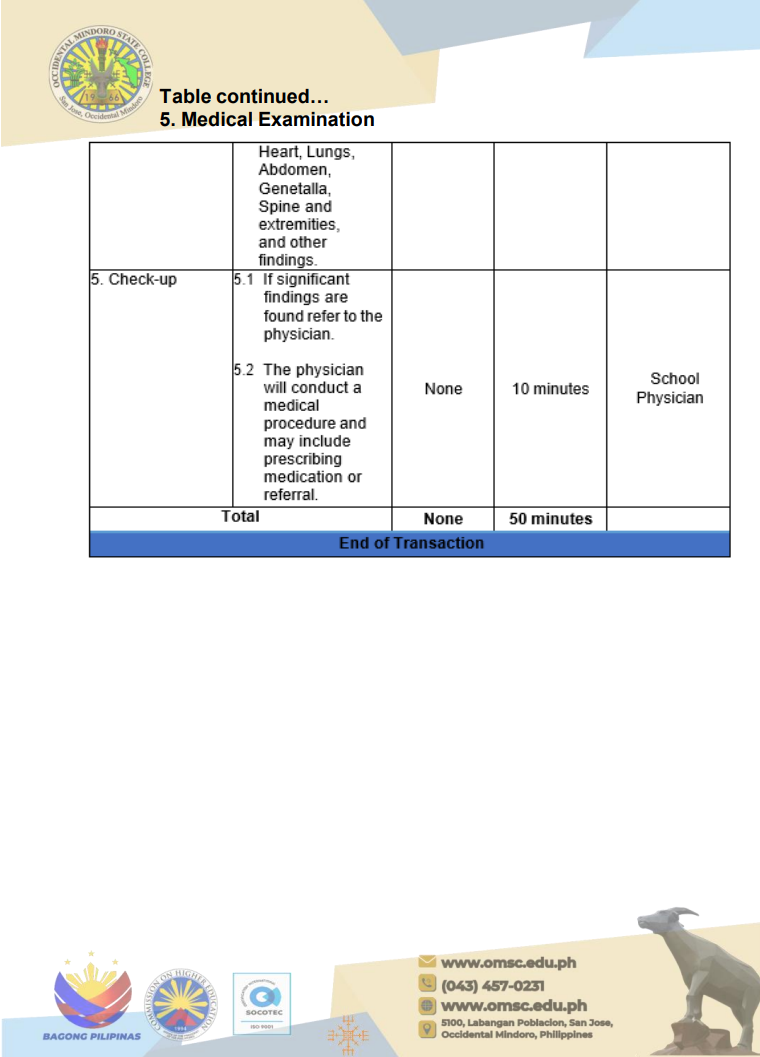 OCCIDENTAL MINDORO STATE COLLEGE
1966
San Jose, Occidental Mindoro
Table continued…
5. Medical Examination
Heart, Lungs,
Abdomen,
Genetalla,
Spine and
extremities,
and other
findings.
5. Check-up
5.1 If significant
findings are
found refer to the
physician.
5.2 The physician
will conduct a
medical
procedure and
may include
prescribing
medication or
referral.
None
10 minutes
School
Physician
Total
None
50 minutes
End of Transaction
BAGONG PILIPINAS
COMMISSION ON HIGHER EDUCATION
1994
SOCOTEC
ISO 9001
www.omsc.edu.ph
(043) 457-0231
www.omsc.edu.ph
5100, Labangan Poblacion, San Jose,
Occidental Mindoro, Philippines